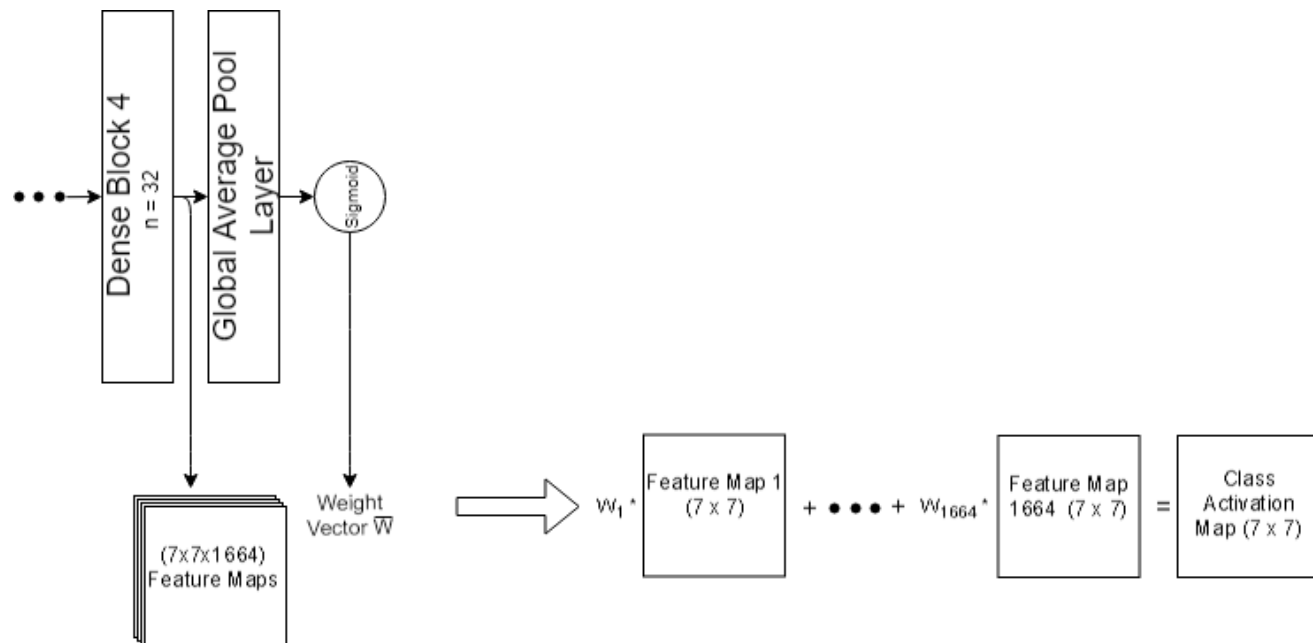 Dense Block 4
n = 32
Global Average Pool
Layer
Sigmoid
(7x7x1664)
Feature Maps
Weight
Vector W̅
W₁ *
Feature Map 1
(7 x 7)
+ ●●● +
W₁₆₆₄ *
Feature Map
1664 (7 x 7)
=
Class
Activation
Map (7 x 7)